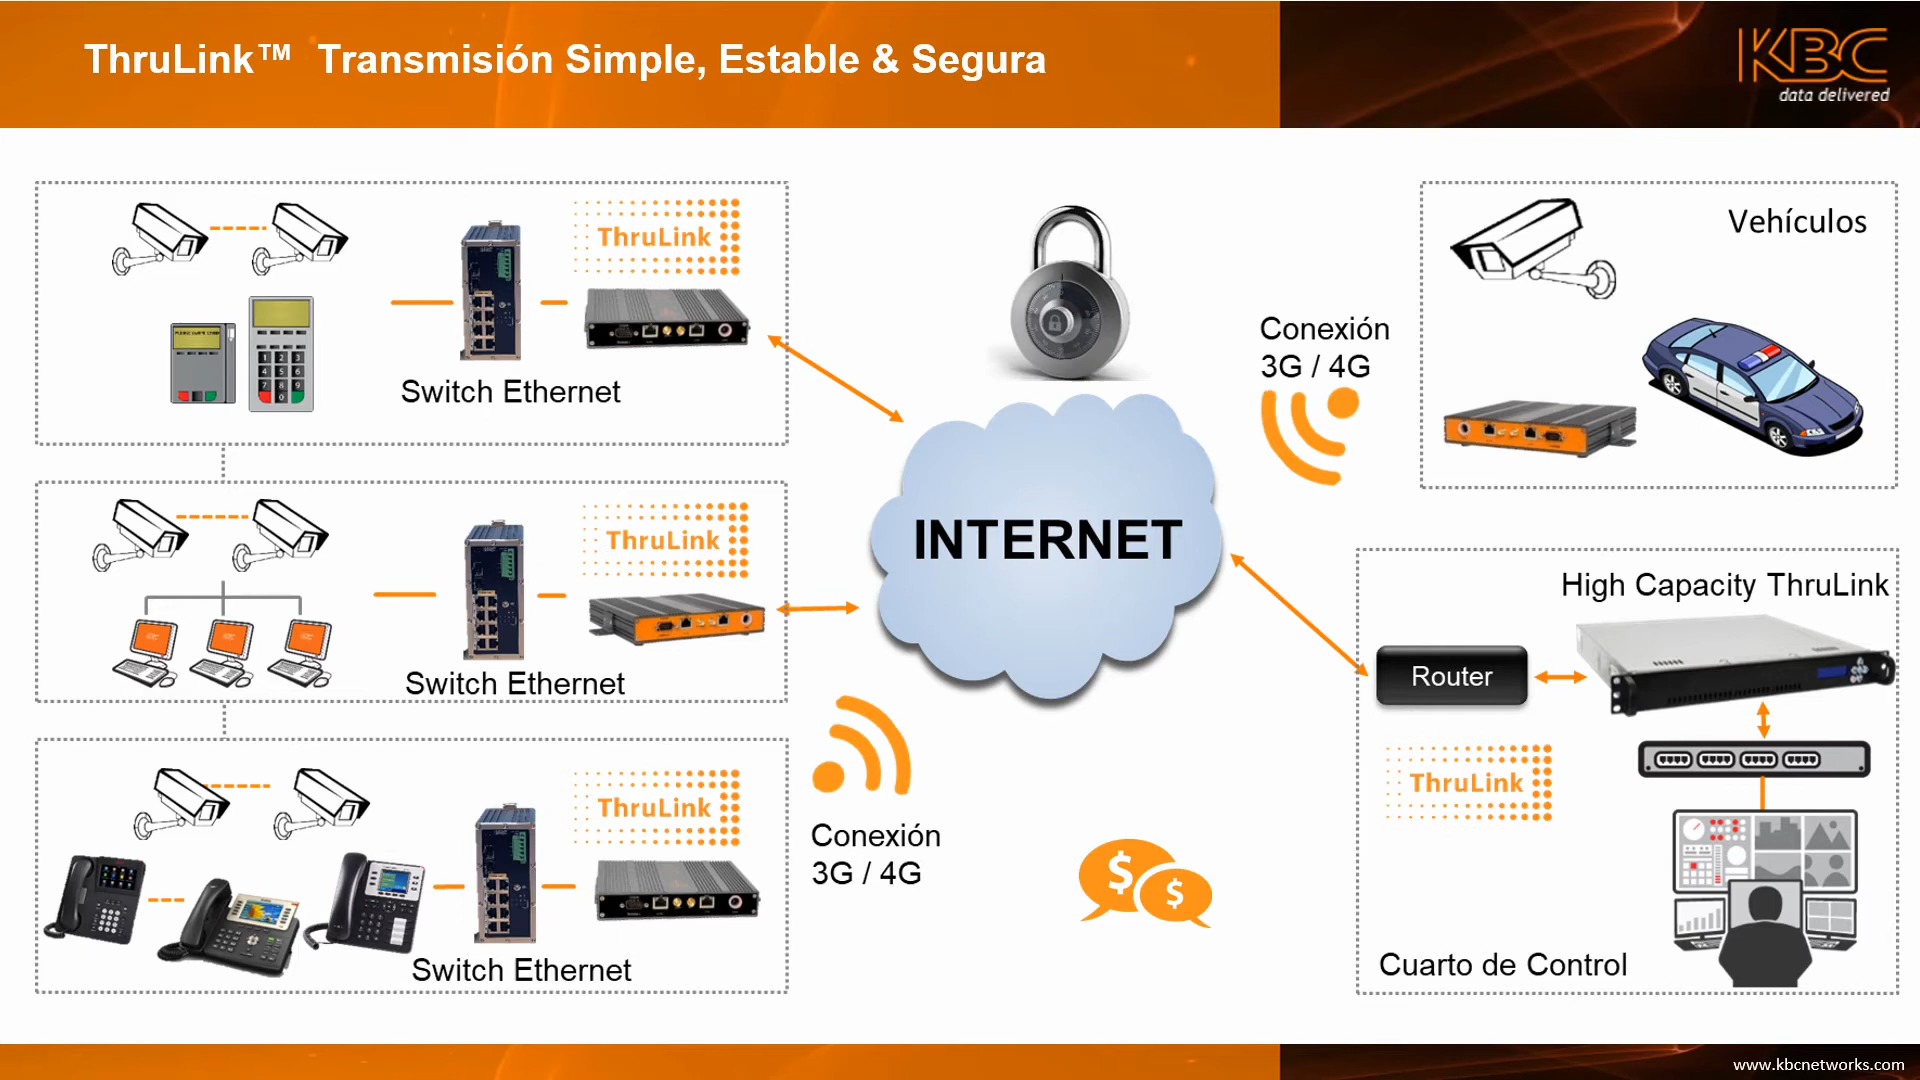 ThruLink™ Transmisión Simple, Estable & Segura
KBC
data delivered
ThruLink
Switch Ethernet
ThruLink
Switch Ethernet
ThruLink
Switch Ethernet
Conexión
3G / 4G
INTERNET
Conexión
3G / 4G
$
$
Vehículos
High Capacity ThruLink
Router
ThruLink
Cuarto de Control
www.kbcnetworks.com